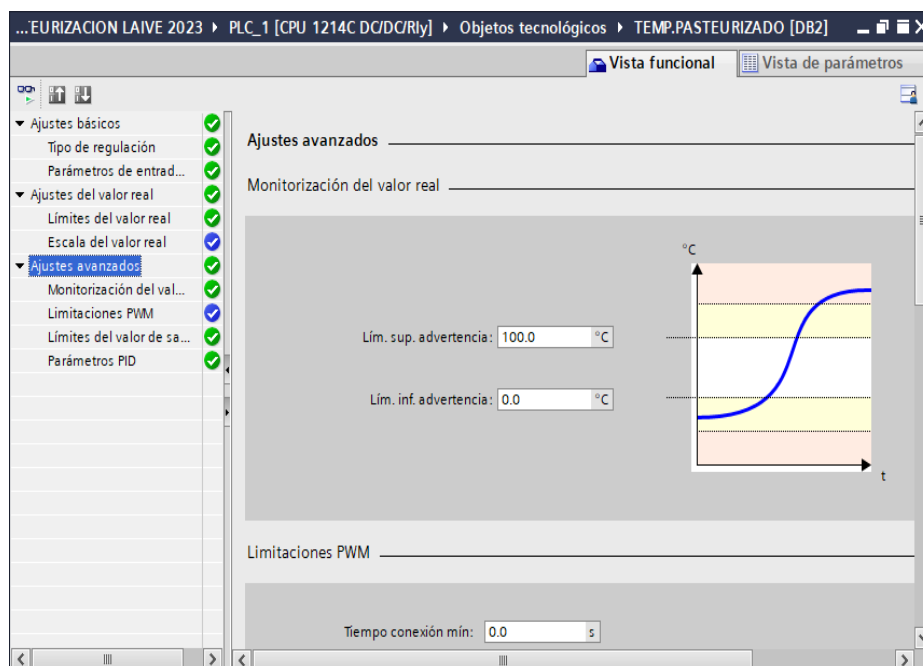 ...EURIZACION LAIVE 2023 ▸ PLC_1 [CPU 1214C DC/DC/Rly] ▸ Objetos tecnológicos ▸ TEMP.PASTEURIZADO [DB2]
Vista funcional
Vista de parámetros
Ajustes básicos
Tipo de regulación
Parámetros de entrad...
Ajustes del valor real
Límites del valor real
Escala del valor real
Ajustes avanzados
Monitorización del val...
Limitaciones PWM
Límites del valor de sa...
Parámetros PID
Ajustes avanzados
Monitorización del valor real
°C
Lím. sup. advertencia: 100.0 °C
Lím. inf. advertencia: 0.0 °C
t
Limitaciones PWM
Tiempo conexión mín: 0.0 s